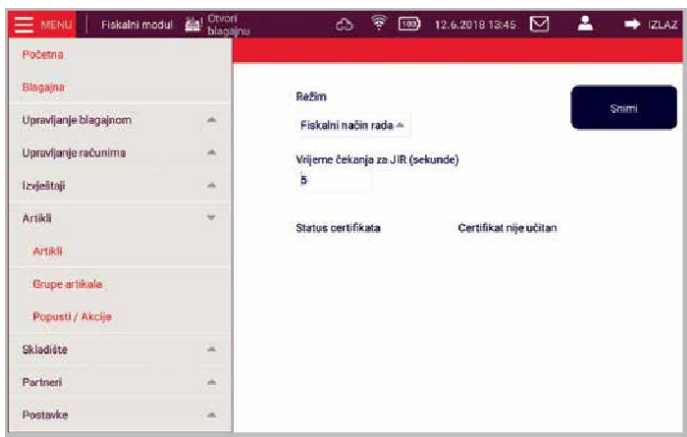 MENU
Fiskalni modul
Otvori
blagajnu
100
12.6.2018 13:45
IZLAZ
Početna
Blagajna
Upravljanje blagajnom
Upravljanje računima
Izvještaji
Artikli
Artikli
Grupe artikala
Popusti / Akcije
Skladište
Partneri
Postavke
Režim
Fiskalni način rada
Snimi
Vrijeme čekanja za JIR (sekunde)
5
Status certifikata
Certifikat nije učitan